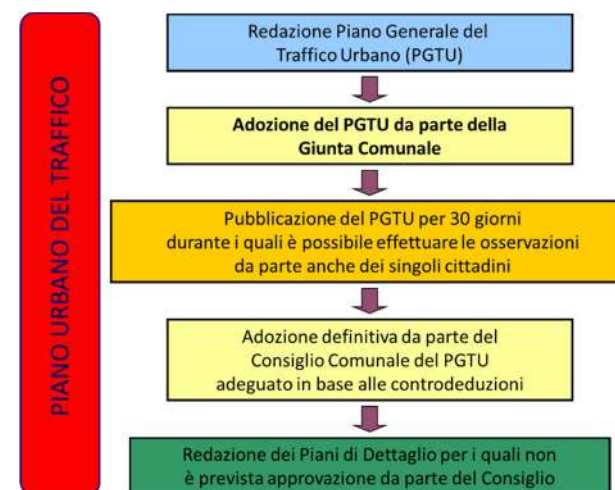 PIANO URBANO DEL TRAFFICO
Redazione Piano Generale del
Traffico Urbano (PGTU)
Adozione del PGTU da parte della
Giunta Comunale
Pubblicazione del PGTU per 30 giorni
durante i quali è possibile effettuare le osservazioni
da parte anche dei singoli cittadini
Adozione definitiva da parte del
Consiglio Comunale del PGTU
adeguato in base alle controdeduzioni
Redazione dei Piani di Dettaglio per i quali non
è prevista approvazione da parte del Consiglio